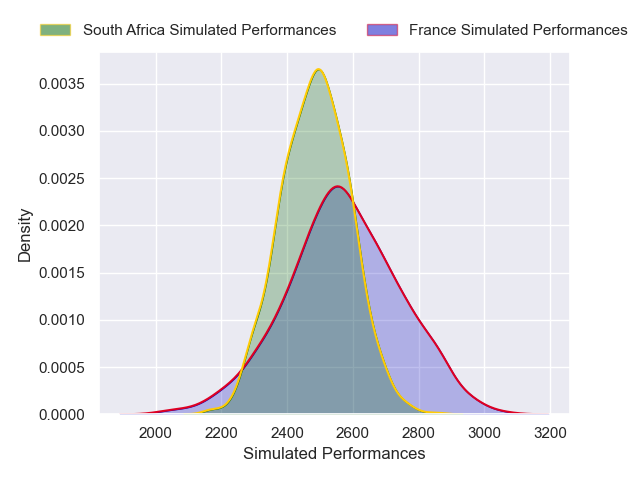 South Africa Simulated Performances
France Simulated Performances
0.0035
0.0030
0.0025
0.0020
0.0015
0.0010
0.0005
0.0000
Density
2000 2200 2400 2600 2800 3000 3200
Simulated Performances